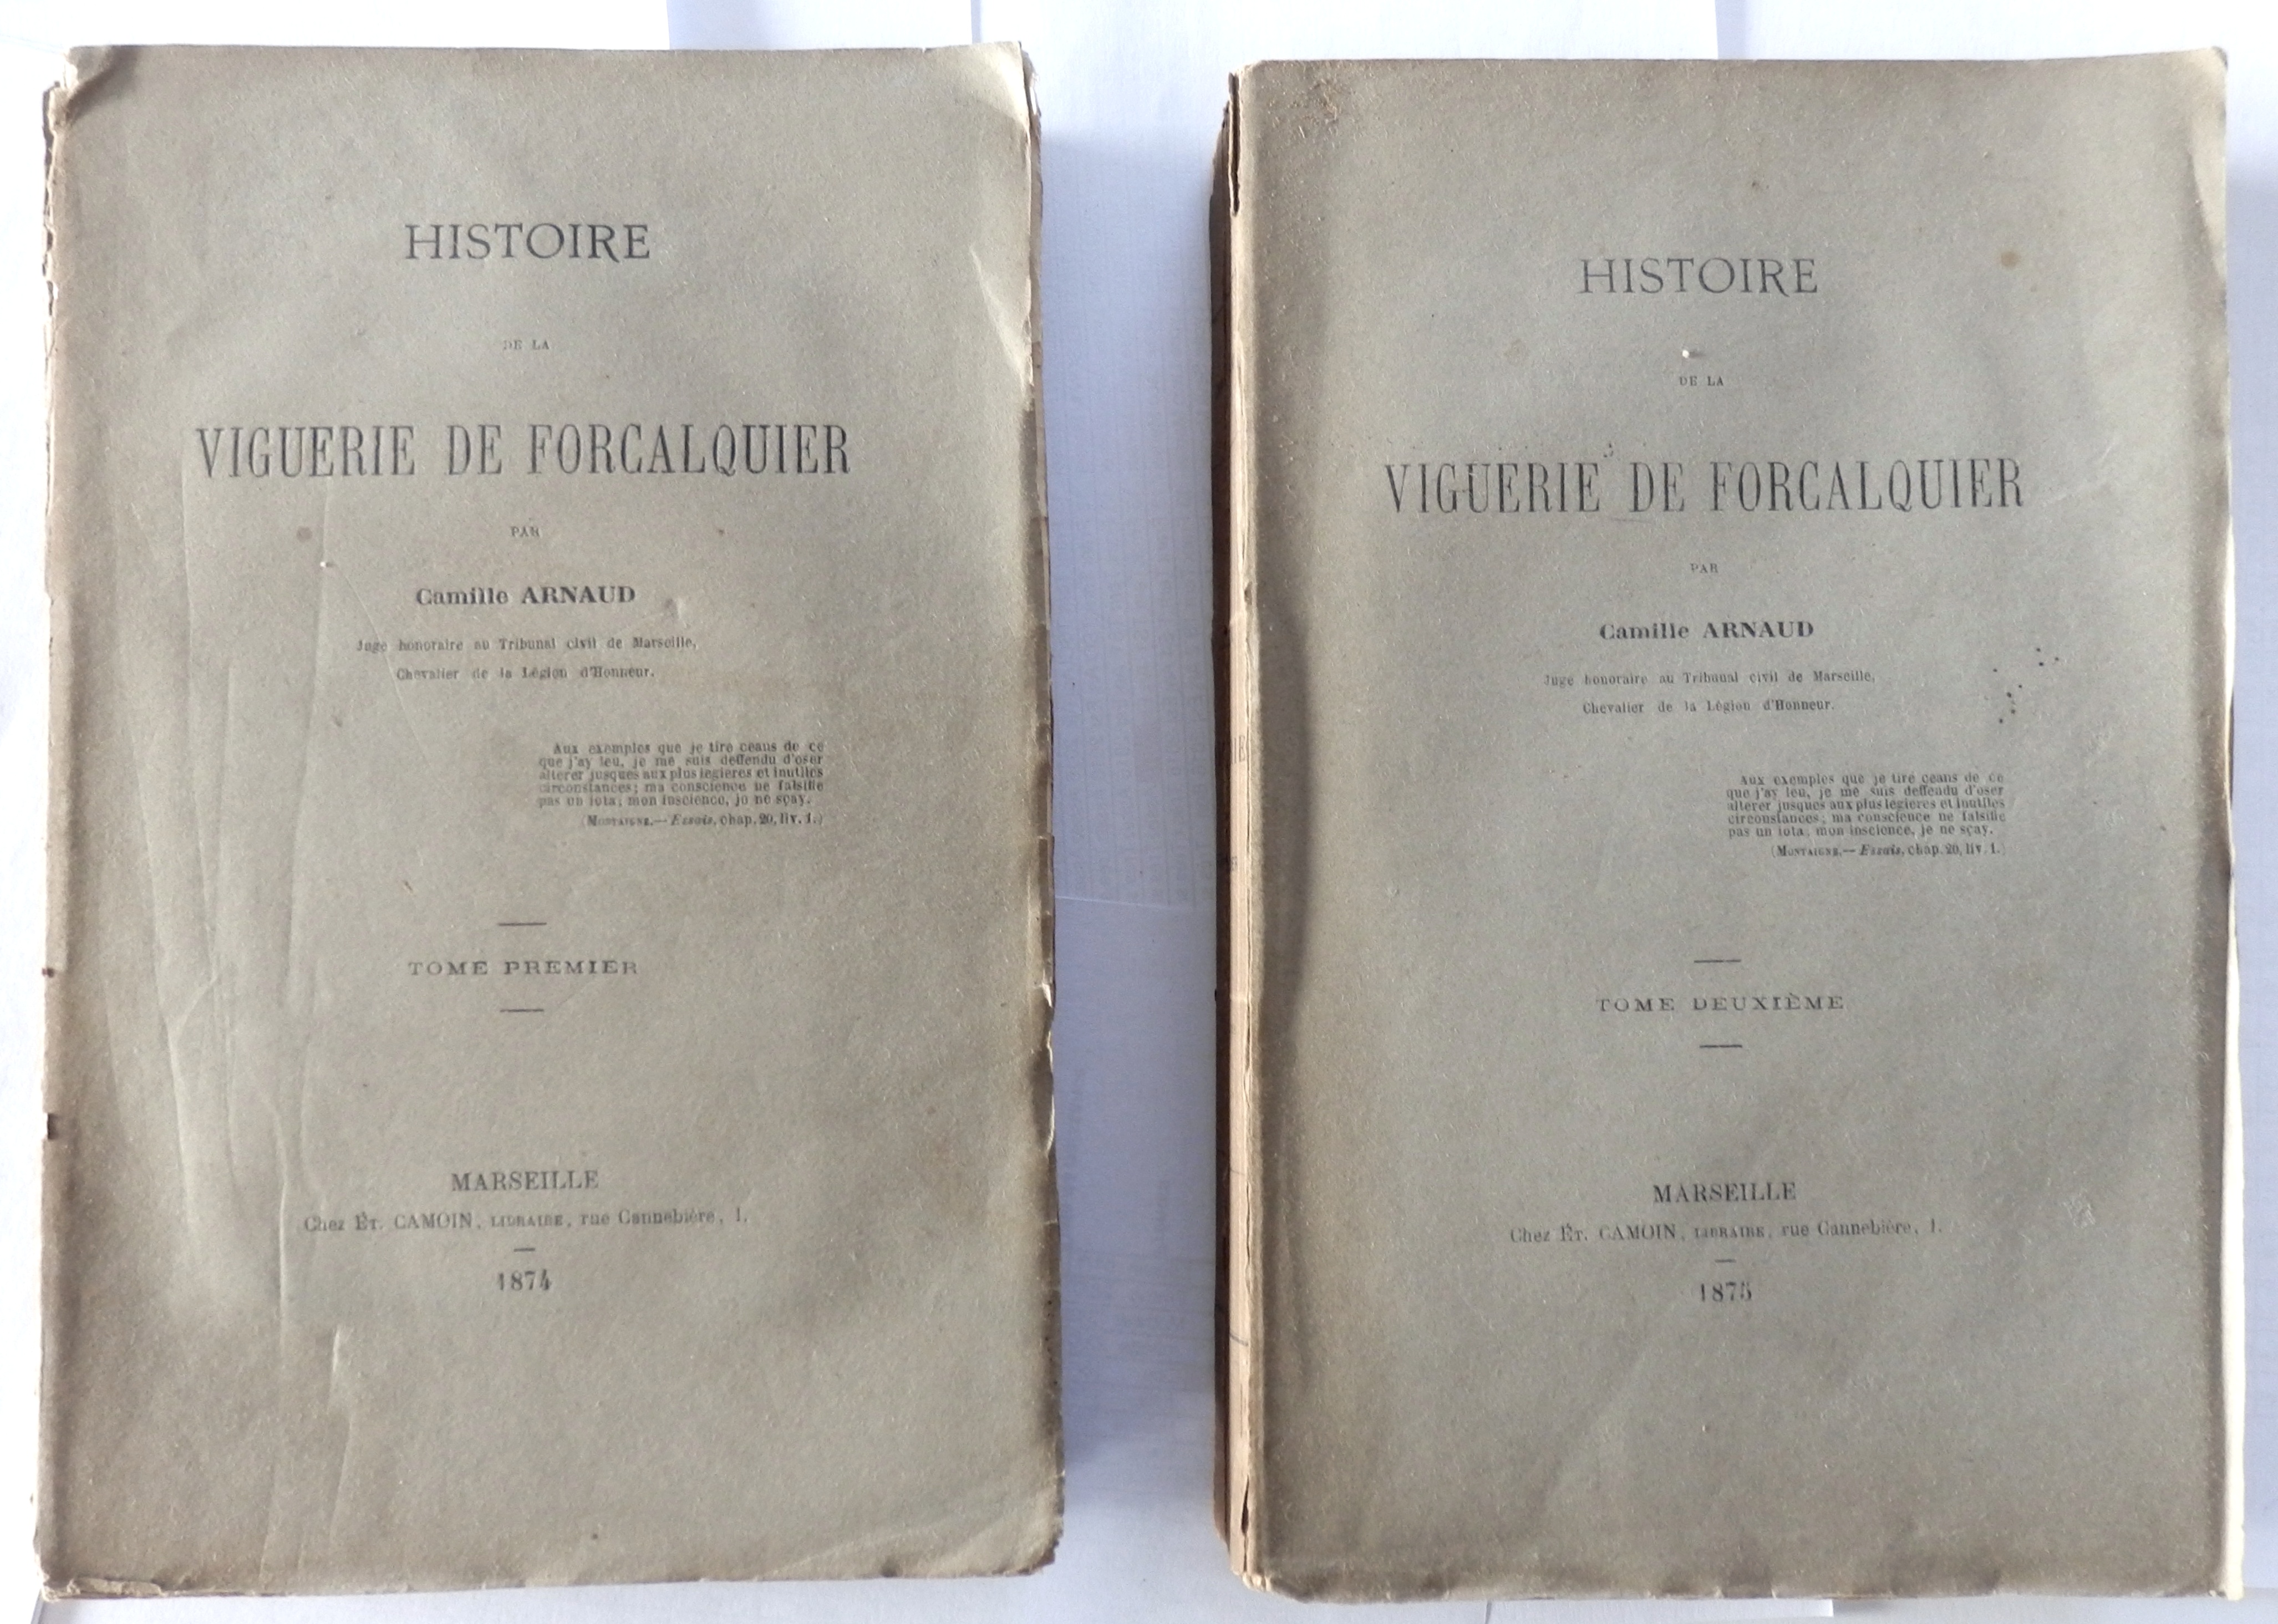 HISTOIRE
DE LA
VIGUERIE DE FORCALQUIER
PAR
Camille ARNAUD
Juge honoraire au Tribunal civil de Marseille,
Chevalier de la Légion d'Honneur.
Aux exemples que je tire ceans de ce
que j'ay leu, je me suis deffendu d'oser
alterer jusques aux plus legieres et inutiles
circonstances; ma conscience ne falsifie
pas un iota; mon inscience, je ne sçay.
(MONTAIGNE.— Essais, chap. 20, liv. 1.)
TOME PREMIER
MARSEILLE
Chez ÉT. CAMOIN, LIBRAIRE, rue Cannebière, 1.
1874
HISTOIRE
DE LA
VIGUERIE DE FORCALQUIER
PAR
Camille ARNAUD
Juge honoraire au Tribunal civil de Marseille,
Chevalier de la Légion d'Honneur.
Aux exemples que je tire ceans de ce
que j'ay leu, je me suis deffendu d'oser
alterer jusques aux plus legieres et inutiles
circonstances; ma conscience ne falsifie
pas un iota; mon inscience, je ne sçay.
(MONTAIGNE.— Essais, chap. 20, liv. 1.)
TOME DEUXIÈME
MARSEILLE
Chez ÉT. CAMOIN, LIBRAIRE, rue Cannebière, 1.
1875